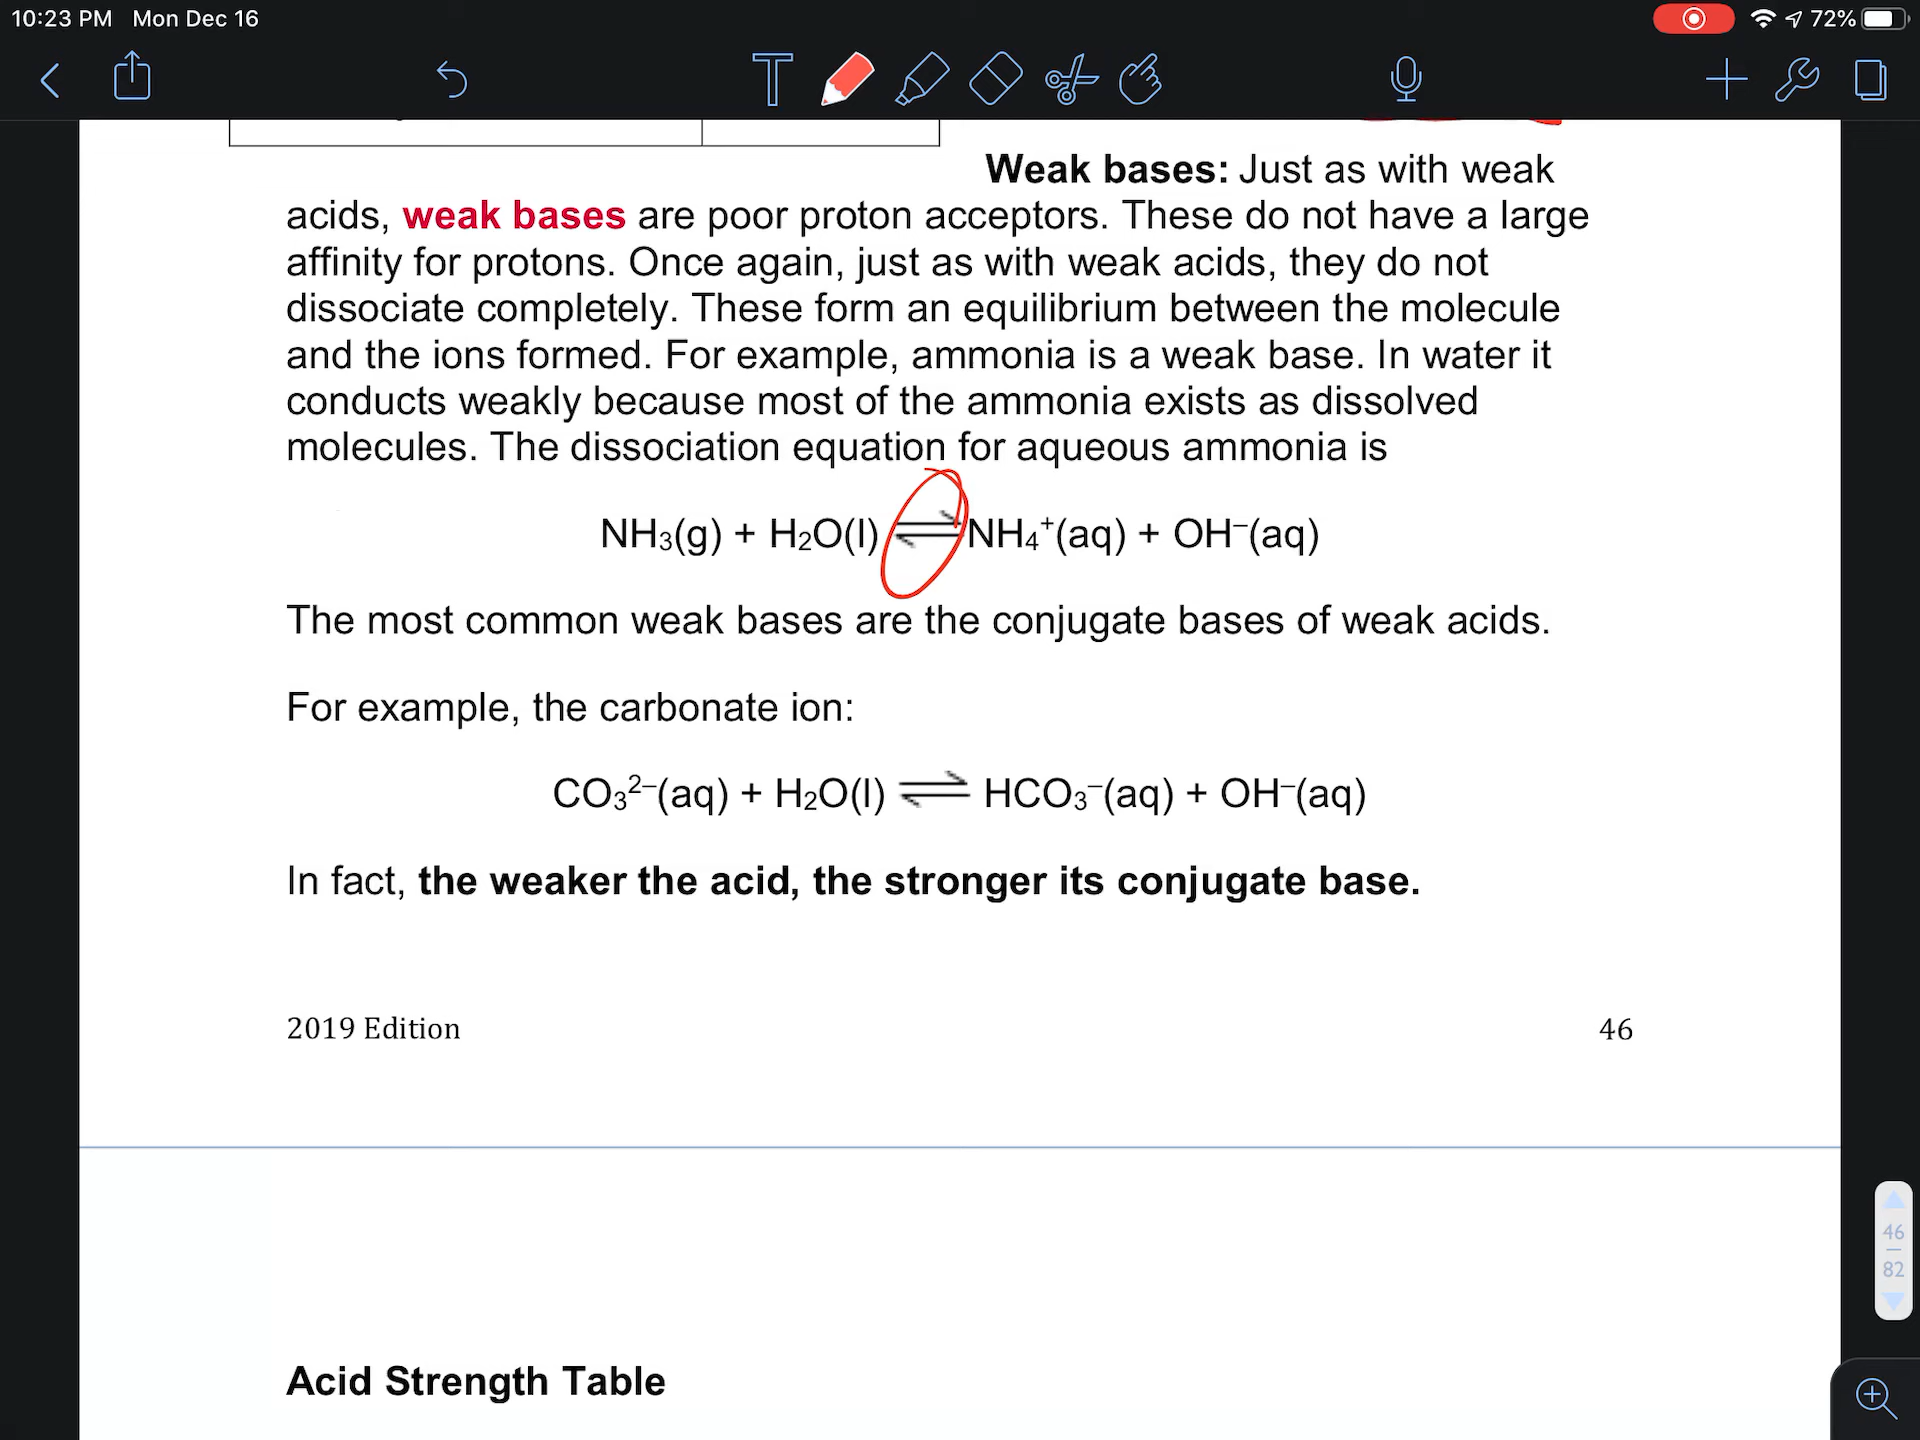 10:23 PM Mon Dec 16
72%
T
Weak bases: Just as with weak
acids, weak bases are poor proton acceptors. These do not have a large
affinity for protons. Once again, just as with weak acids, they do not
dissociate completely. These form an equilibrium between the molecule
and the ions formed. For example, ammonia is a weak base. In water it
conducts weakly because most of the ammonia exists as dissolved
molecules. The dissociation equation for aqueous ammonia is
NH₃(g) + H₂O(l) ⇌ NH₄⁺(aq) + OH⁻(aq)
The most common weak bases are the conjugate bases of weak acids.
For example, the carbonate ion:
CO₃²⁻(aq) + H₂O(l) ⇌ HCO₃⁻(aq) + OH⁻(aq)
In fact, the weaker the acid, the stronger its conjugate base.
2019 Edition
46
46
82
Acid Strength Table